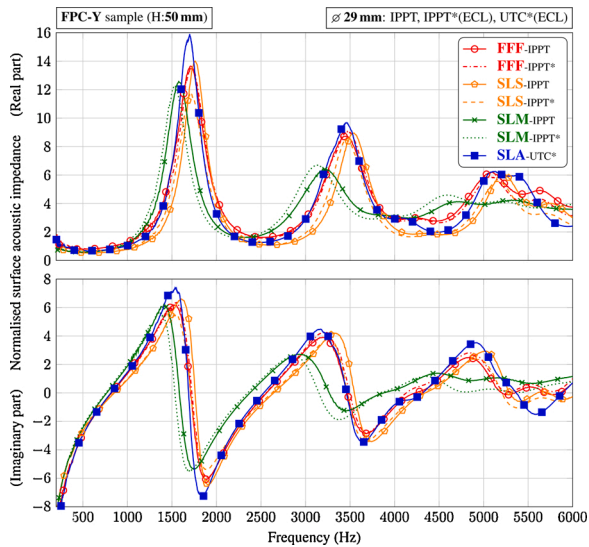 FPC-Y sample (H:50 mm)
⌀ 29 mm: IPPT, IPPT*(ECL), UTC*(ECL)
Normalised surface acoustic impedance
(Real part)
(Imaginary part)
16
14
12
10
8
6
4
2
0
FFF-IPPT
FFF-IPPT*
SLS-IPPT
SLS-IPPT*
SLM-IPPT
SLM-IPPT*
SLA-UTC*
8
6
4
2
0
−2
−4
−6
−8
500 1000 1500 2000 2500 3000 3500 4000 4500 5000 5500 6000
Frequency (Hz)